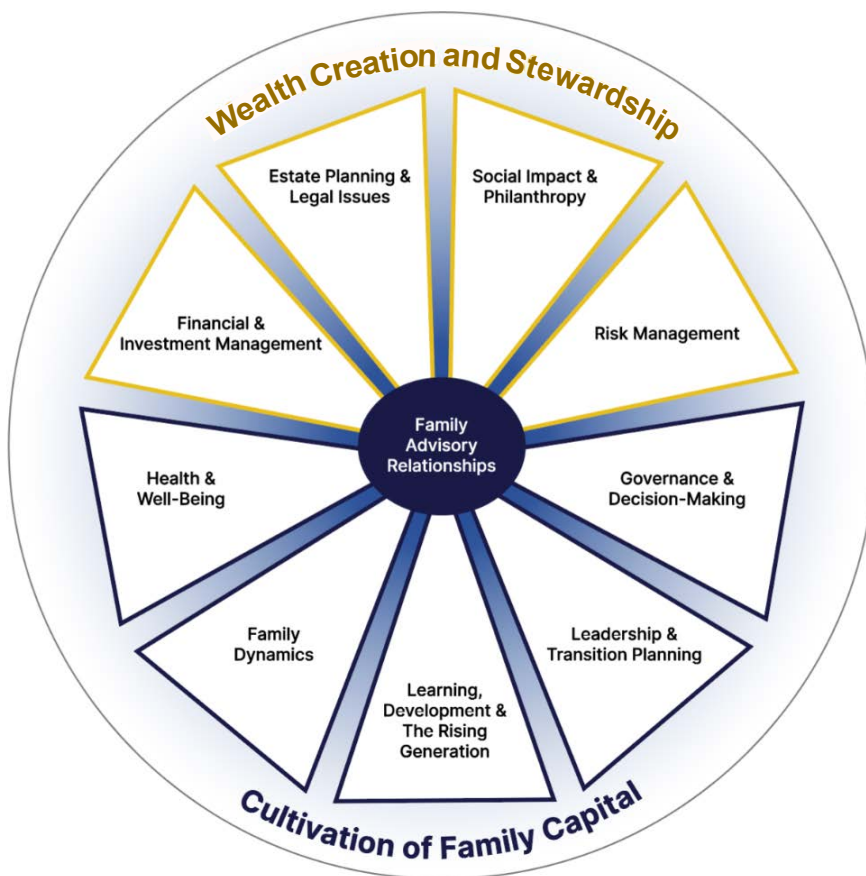 Wealth Creation and Stewardship
Estate Planning &
Legal Issues
Social Impact &
Philanthropy
Financial &
Investment Management
Risk Management
Family
Advisory
Relationships
Health &
Well-Being
Governance &
Decision-Making
Family
Dynamics
Leadership &
Transition Planning
Learning,
Development &
The Rising
Generation
Cultivation of Family Capital